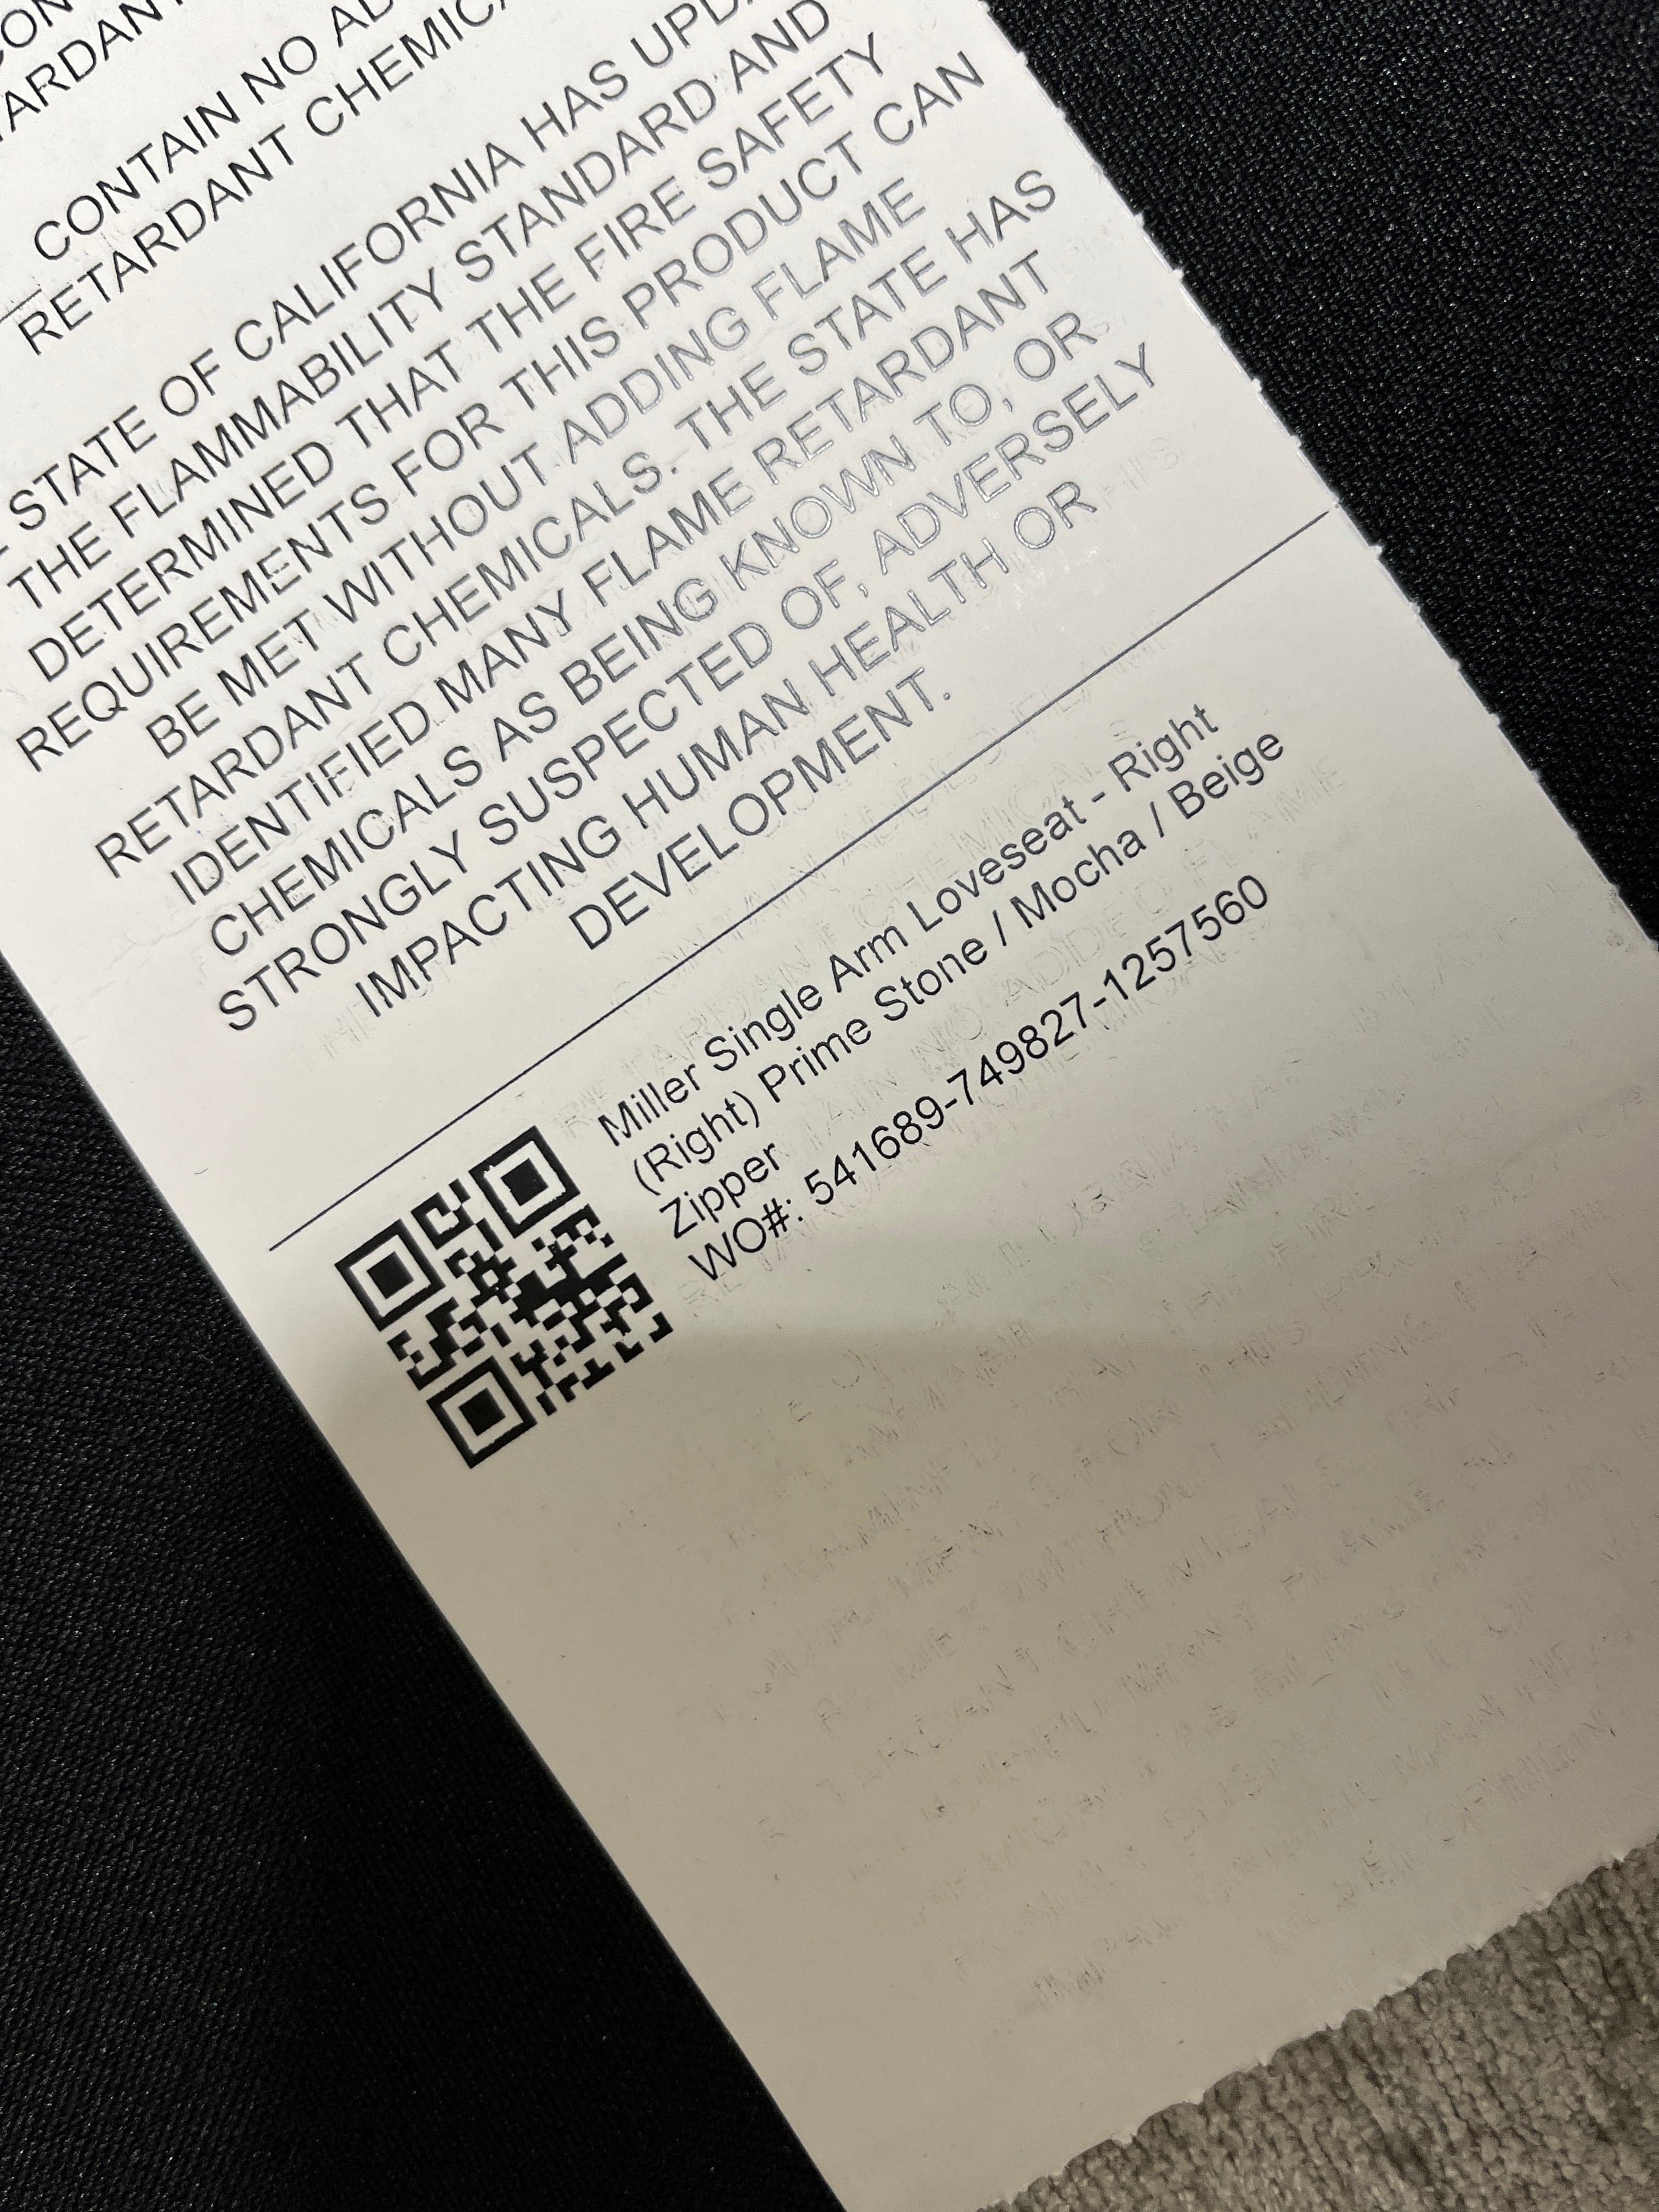 CONTAIN NO
RETARDANT CHEMICA
STATE OF CALIFORNIA HAS UPDA
THE FLAMMABILITY STANDARD AND
DETERMINED THAT THE FIRE SAFETY
REQUIREMENTS FOR THIS PRODUCT CAN
BE MET WITHOUT ADDING FLAME
RETARDANT CHEMICALS. THE STATE HAS
IDENTIFIED MANY FLAME RETARDANT
CHEMICALS AS BEING KNOWN TO, OR
STRONGLY SUSPECTED OF, ADVERSELY
IMPACTING HUMAN HEALTH OR
DEVELOPMENT.
Miller Single Arm Loveseat - Right
(Right) Prime Stone / Mocha / Beige
Zipper
WO#: 541689-749827-1257560